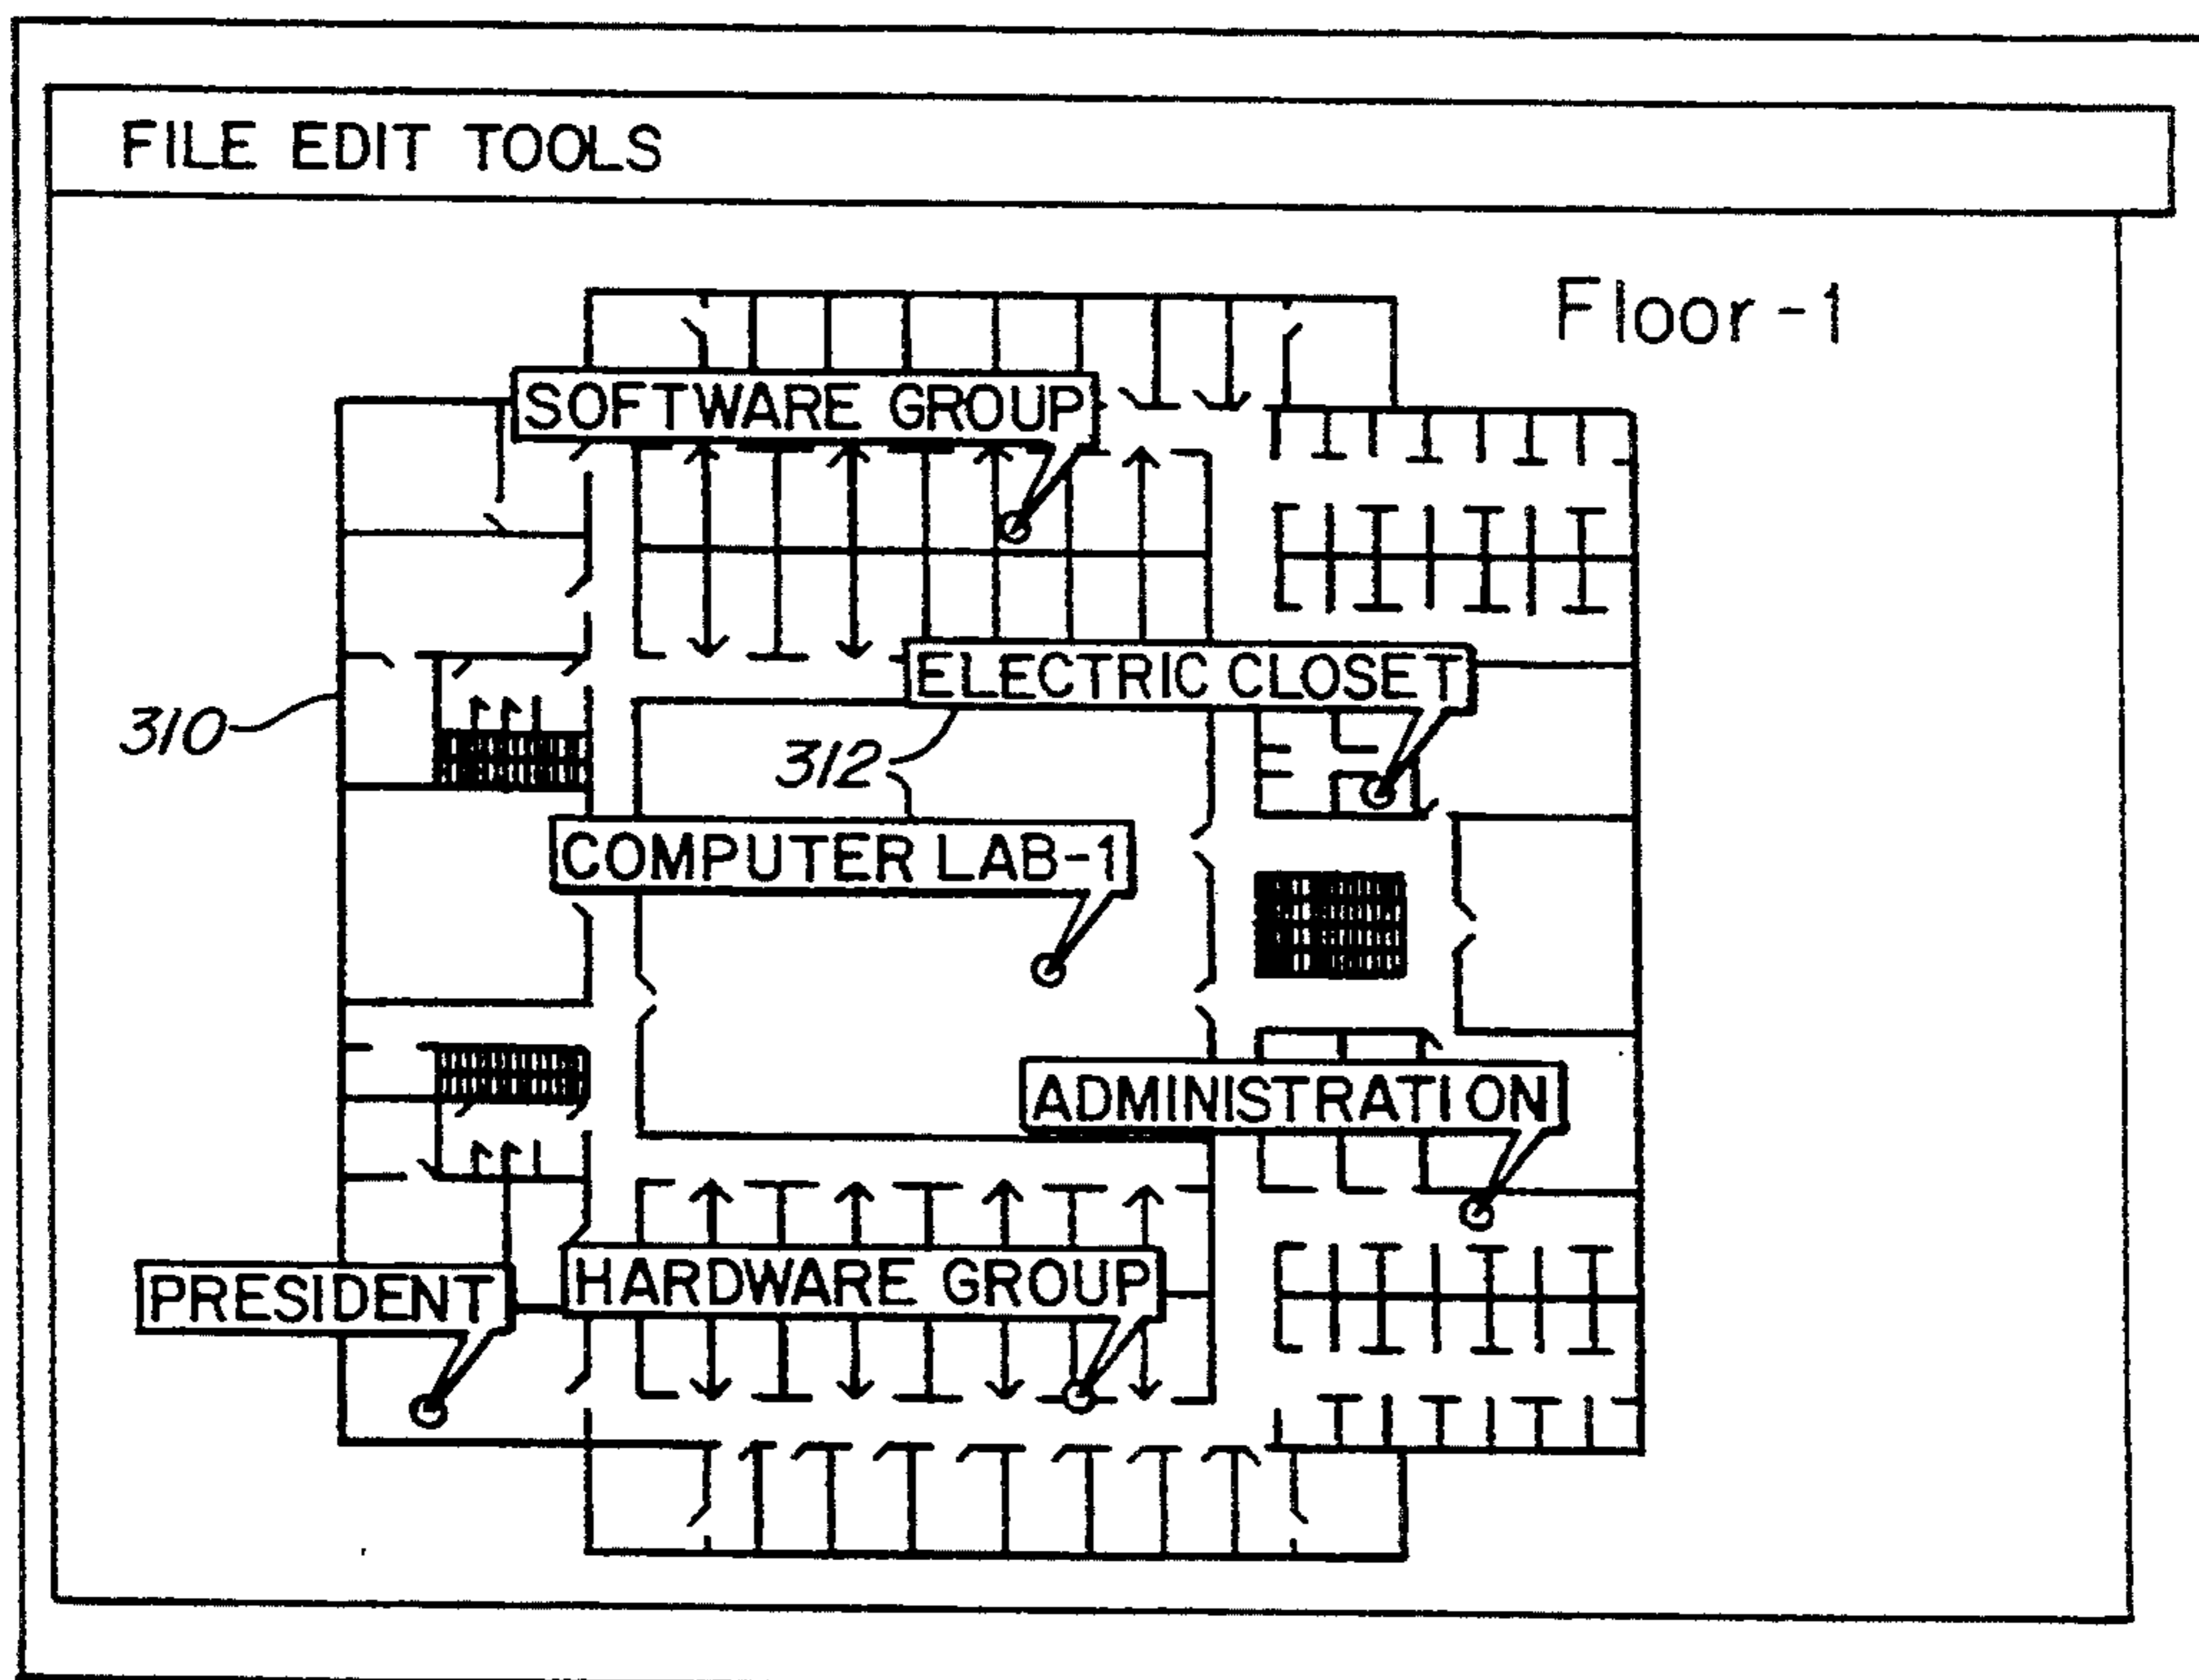 FILE EDIT TOOLS
Floor-1
SOFTWARE GROUP
ELECTRIC CLOSET
310
312
COMPUTER LAB-1
ADMINISTRATION
HARDWARE GROUP
PRESIDENT